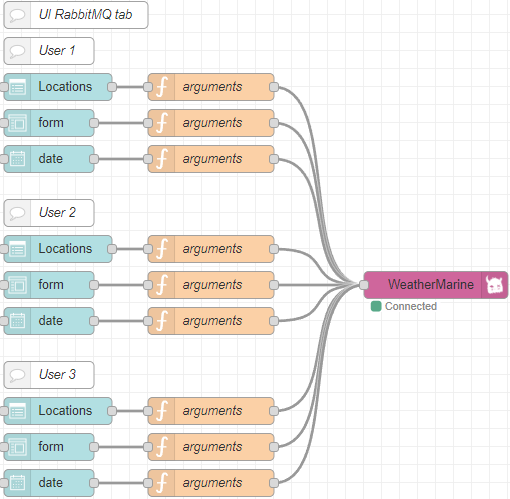 UI RabbitMQ tab
User 1
Locations arguments
form arguments
date arguments
User 2
Locations arguments
form arguments
date arguments
WeatherMarine
Connected
User 3
Locations arguments
form arguments
date arguments